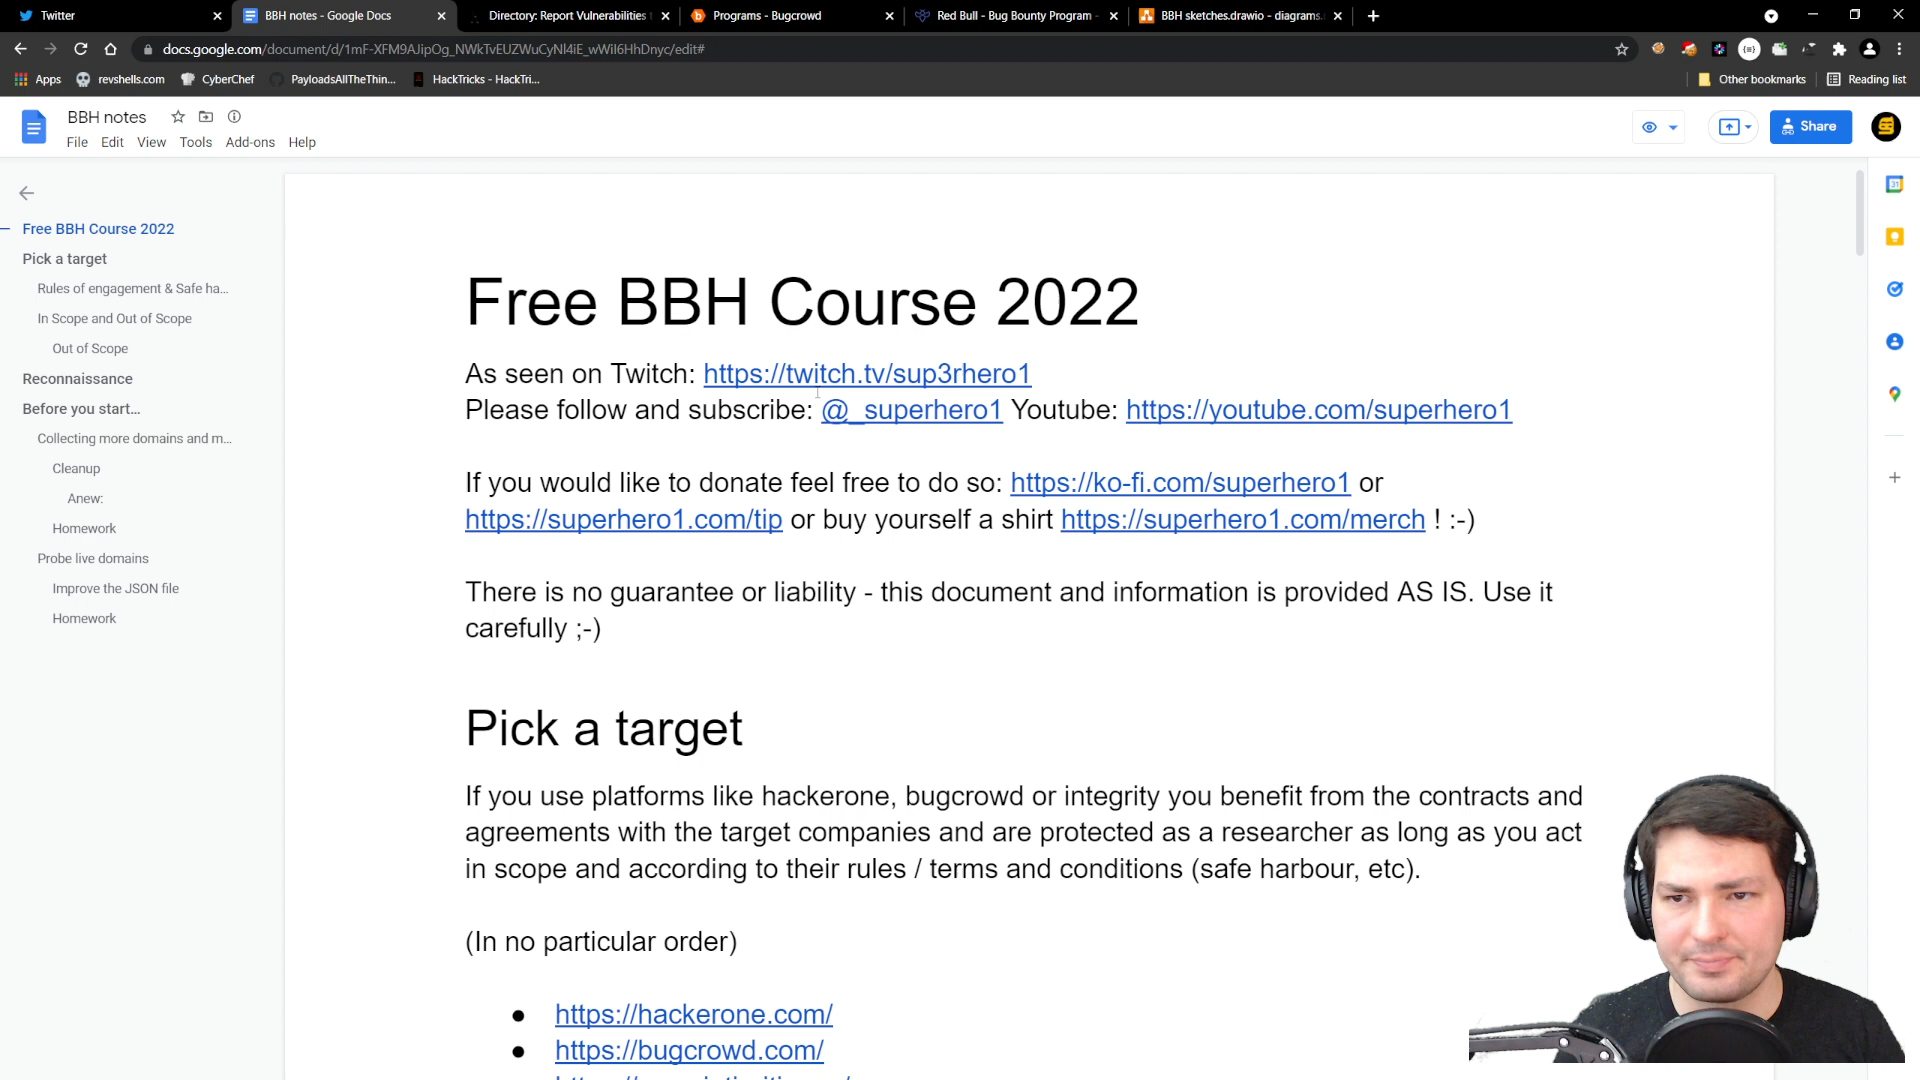 Twitter
BBH notes - Google Docs
Directory: Report Vulnerabilities
Programs - Bugcrowd
Red Bull - Bug Bounty Program -
BBH sketches.drawio - diagrams.
docs.google.com/document/d/1mF-XFM9AJipOg_NWkTvEUZWuCyNl4iE_wWiI6HhDnyc/edit#
Apps
revshells.com
CyberChef
PayloadsAllTheThin...
HackTricks - HackTri...
Other bookmarks
Reading list
BBH notes
File Edit View Tools Add-ons Help
Share
Free BBH Course 2022
Pick a target
Rules of engagement & Safe ha...
In Scope and Out of Scope
Out of Scope
Reconnaissance
Before you start...
Collecting more domains and m...
Cleanup
Anew:
Homework
Probe live domains
Improve the JSON file
Homework
Free BBH Course 2022
As seen on Twitch: https://twitch.tv/sup3rhero1
Please follow and subscribe: @_superhero1 Youtube: https://youtube.com/superhero1
If you would like to donate feel free to do so: https://ko-fi.com/superhero1 or
https://superhero1.com/tip or buy yourself a shirt https://superhero1.com/merch ! :-)
There is no guarantee or liability - this document and information is provided AS IS. Use it
carefully ;-)
Pick a target
If you use platforms like hackerone, bugcrowd or integrity you benefit from the contracts and
agreements with the target companies and are protected as a researcher as long as you act
in scope and according to their rules / terms and conditions (safe harbour, etc).
(In no particular order)
● https://hackerone.com/
● https://bugcrowd.com/
31